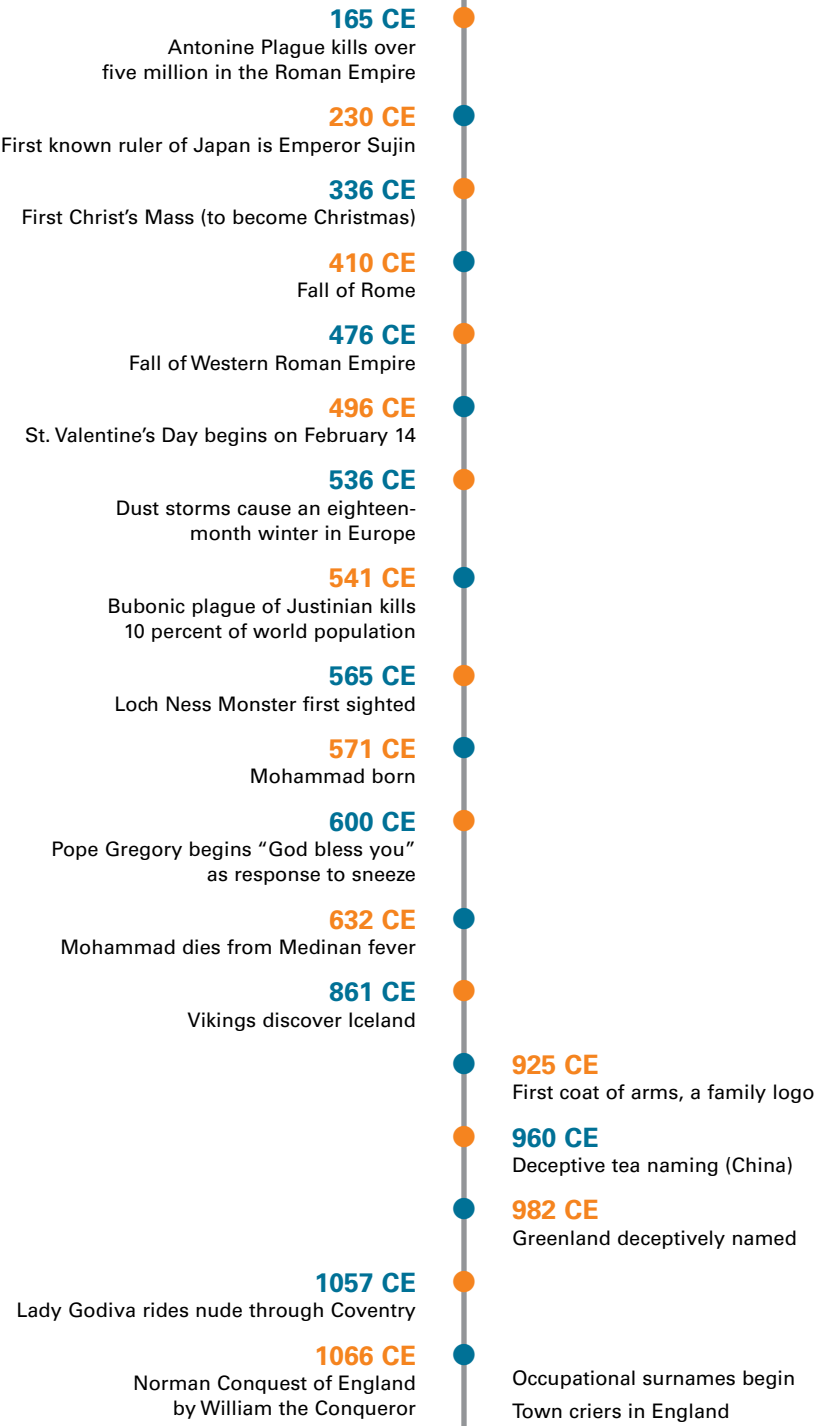 165 CE
Antonine Plague kills over
five million in the Roman Empire
230 CE
First known ruler of Japan is Emperor Sujin
336 CE
First Christ’s Mass (to become Christmas)
410 CE
Fall of Rome
476 CE
Fall of Western Roman Empire
496 CE
St. Valentine’s Day begins on February 14
536 CE
Dust storms cause an eighteen-
month winter in Europe
541 CE
Bubonic plague of Justinian kills
10 percent of world population
565 CE
Loch Ness Monster first sighted
571 CE
Mohammad born
600 CE
Pope Gregory begins “God bless you”
as response to sneeze
632 CE
Mohammad dies from Medinan fever
861 CE
Vikings discover Iceland
925 CE
First coat of arms, a family logo
960 CE
Deceptive tea naming (China)
982 CE
Greenland deceptively named
1057 CE
Lady Godiva rides nude through Coventry
1066 CE
Norman Conquest of England
by William the Conqueror
Occupational surnames begin
Town criers in England